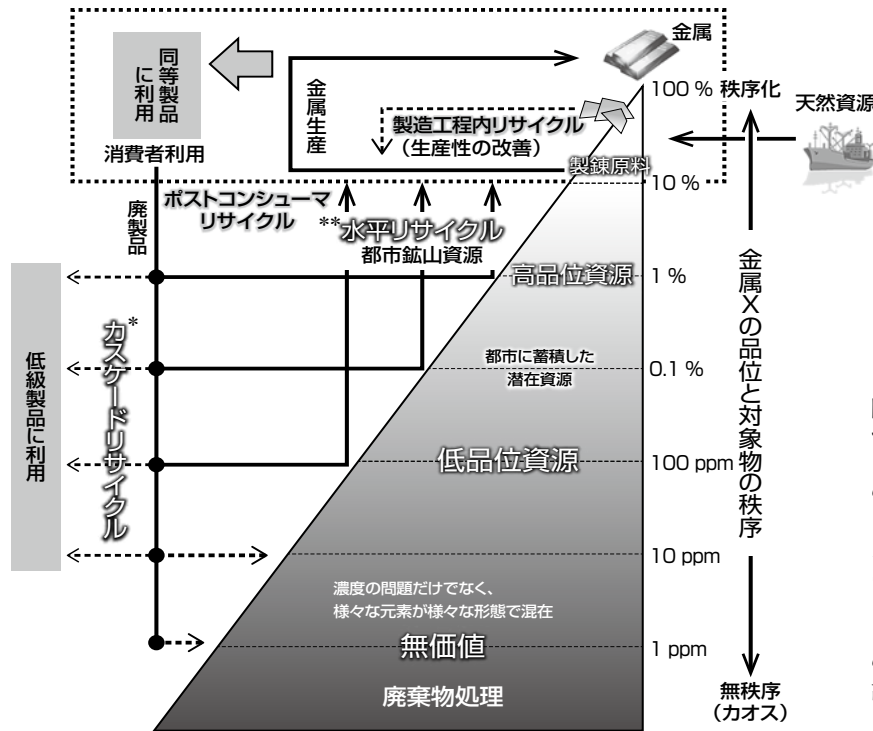 金属
100 % 秩序化
天然資源
同等製品
に利用
消費者利用
金属生産
製造工程内リサイクル
（生産性の改善）
製錬原料
10 %
ポストコンシューマ
リサイクル
廃製品
**水平リサイクル
都市鉱山資源
高品位資源
1 %
カスケードリサイクル*
低級製品に利用
都市に蓄積した
潜在資源
0.1 %
金属Xの品位と対象物の秩序
低品位資源
100 ppm
10 ppm
濃度の問題だけでなく、
様々な元素が様々な形態で混在
無価値
1 ppm
廃棄物処理
無秩序
（カオス）